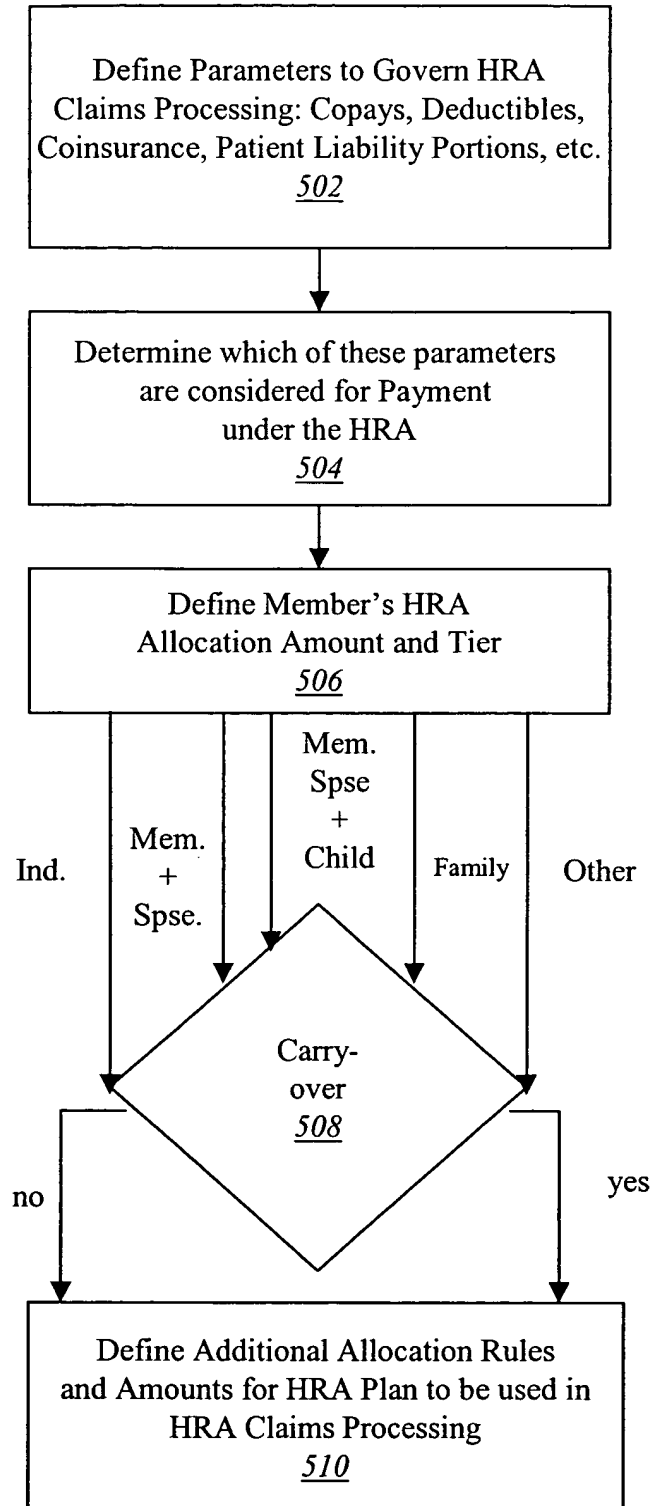 Define Parameters to Govern HRA
Claims Processing: Copays, Deductibles,
Coinsurance, Patient Liability Portions, etc.
502
Determine which of these parameters
are considered for Payment
under the HRA
504
Define Member's HRA
Allocation Amount and Tier
506
Ind.
Mem.
+
Spse.
Mem.
Spse
+
Child
Family
Other
Carry-
over
508
no
yes
Define Additional Allocation Rules
and Amounts for HRA Plan to be used in
HRA Claims Processing
510